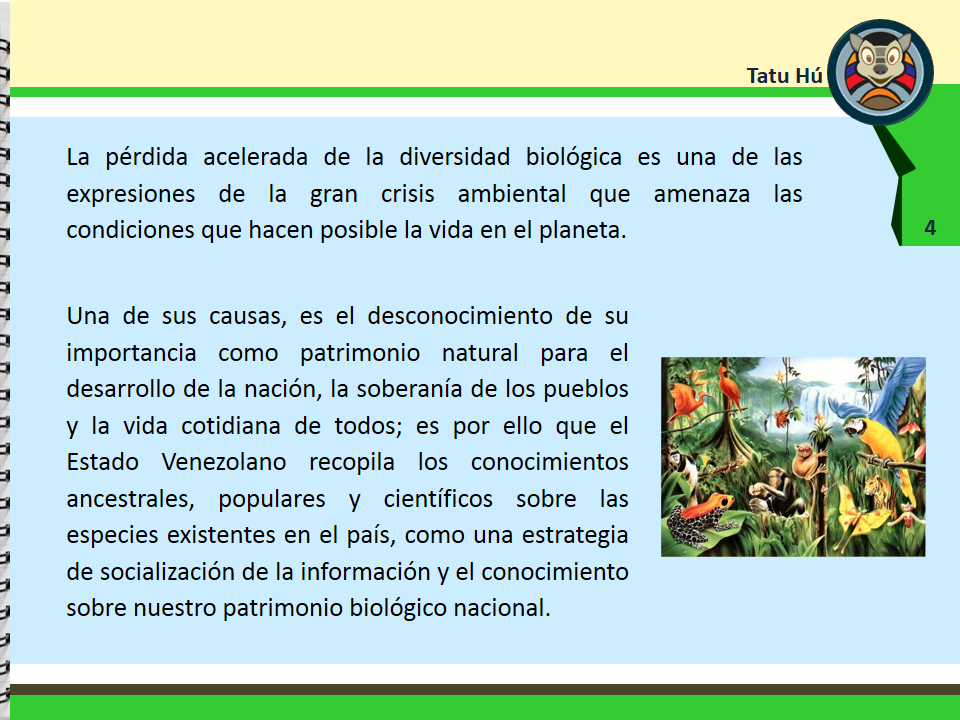 Tatu Hú
La pérdida acelerada de la diversidad biológica es una de las
expresiones de la gran crisis ambiental que amenaza las
condiciones que hacen posible la vida en el planeta.
4
Una de sus causas, es el desconocimiento de su
importancia como patrimonio natural para el
desarrollo de la nación, la soberanía de los pueblos
y la vida cotidiana de todos; es por ello que el
Estado Venezolano recopila los conocimientos
ancestrales, populares y científicos sobre las
especies existentes en el país, como una estrategia
de socialización de la información y el conocimiento
sobre nuestro patrimonio biológico nacional.